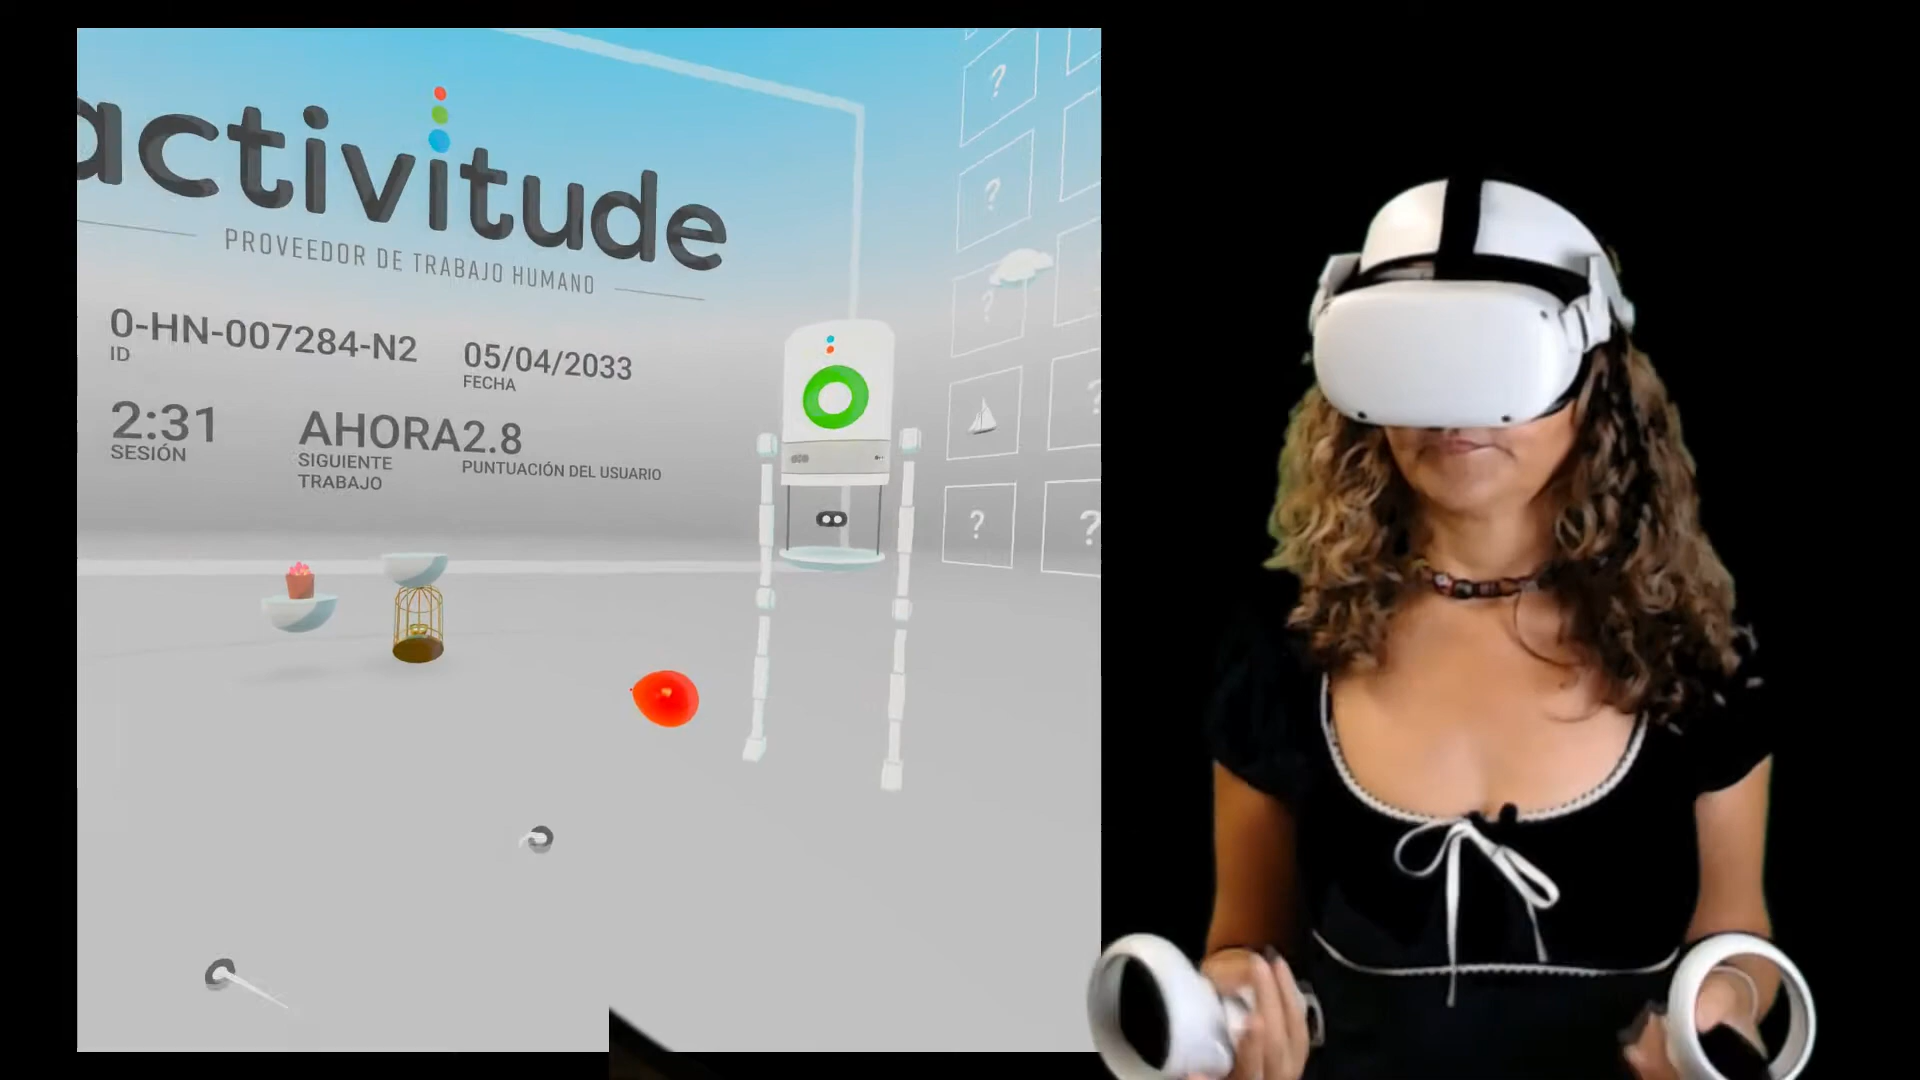 activitude
PROVEEDOR DE TRABAJO HUMANO
0-HN-007284-N2
ID
05/04/2033
FECHA
2:31
SESIÓN
AHORA
SIGUIENTE
TRABAJO
2.8
PUNTUACIÓN DEL USUARIO
?
?
?
?
?
?